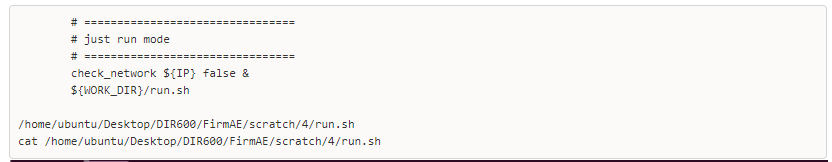 # ================================
# just run mode
# ================================
check_network ${IP} false &
${WORK_DIR}/run.sh
/home/ubuntu/Desktop/DIR600/FirmAE/scratch/4/run.sh
cat /home/ubuntu/Desktop/DIR600/FirmAE/scratch/4/run.sh